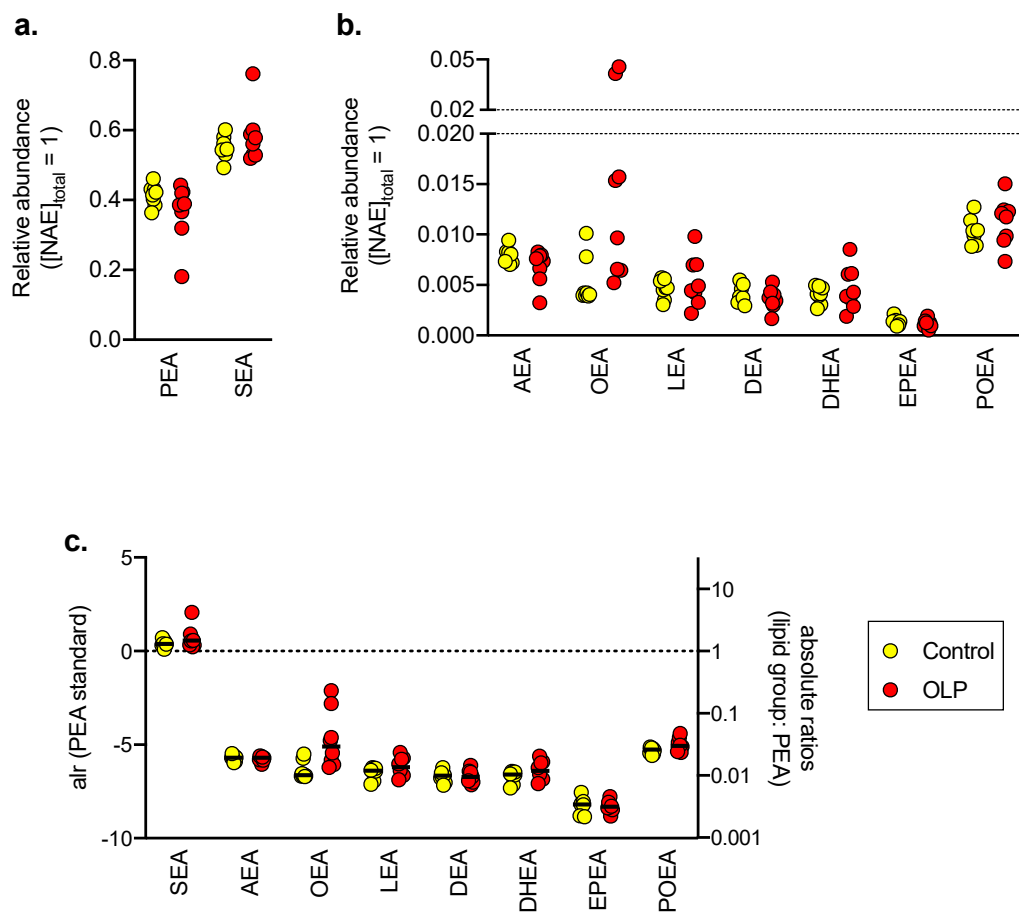 a.
Relative abundance
([NAE]total = 1)
0.8
0.6
0.4
0.2
0.0
PEA
SEA
b.
Relative abundance
([NAE]total = 1)
0.05
0.02
0.020
0.015
0.010
0.005
0.000
AEA
OEA
LEA
DEA
DHEA
EPEA
POEA
c.
alr (PEA standard)
5
0
-5
-10
SEA
AEA
OEA
LEA
DEA
DHEA
EPEA
POEA
10
1
0.1
0.01
0.001
absolute ratios
(lipid group: PEA)
Control
OLP